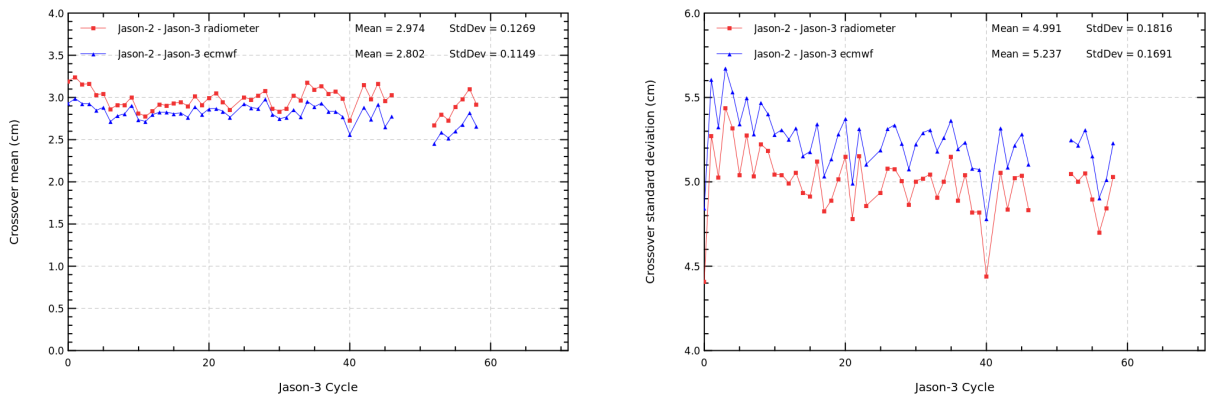 4.0
3.5
3.0
2.5
2.0
1.5
1.0
0.5
0.0
Crossover mean (cm)
Jason-2 - Jason-3 radiometer Mean = 2.974 StdDev = 0.1269
Jason-2 - Jason-3 ecmwf Mean = 2.802 StdDev = 0.1149
0 20 40 60
Jason-3 Cycle
6.0
5.5
5.0
4.5
4.0
Crossover standard deviation (cm)
Jason-2 - Jason-3 radiometer Mean = 4.991 StdDev = 0.1816
Jason-2 - Jason-3 ecmwf Mean = 5.237 StdDev = 0.1691
0 20 40 60
Jason-3 Cycle